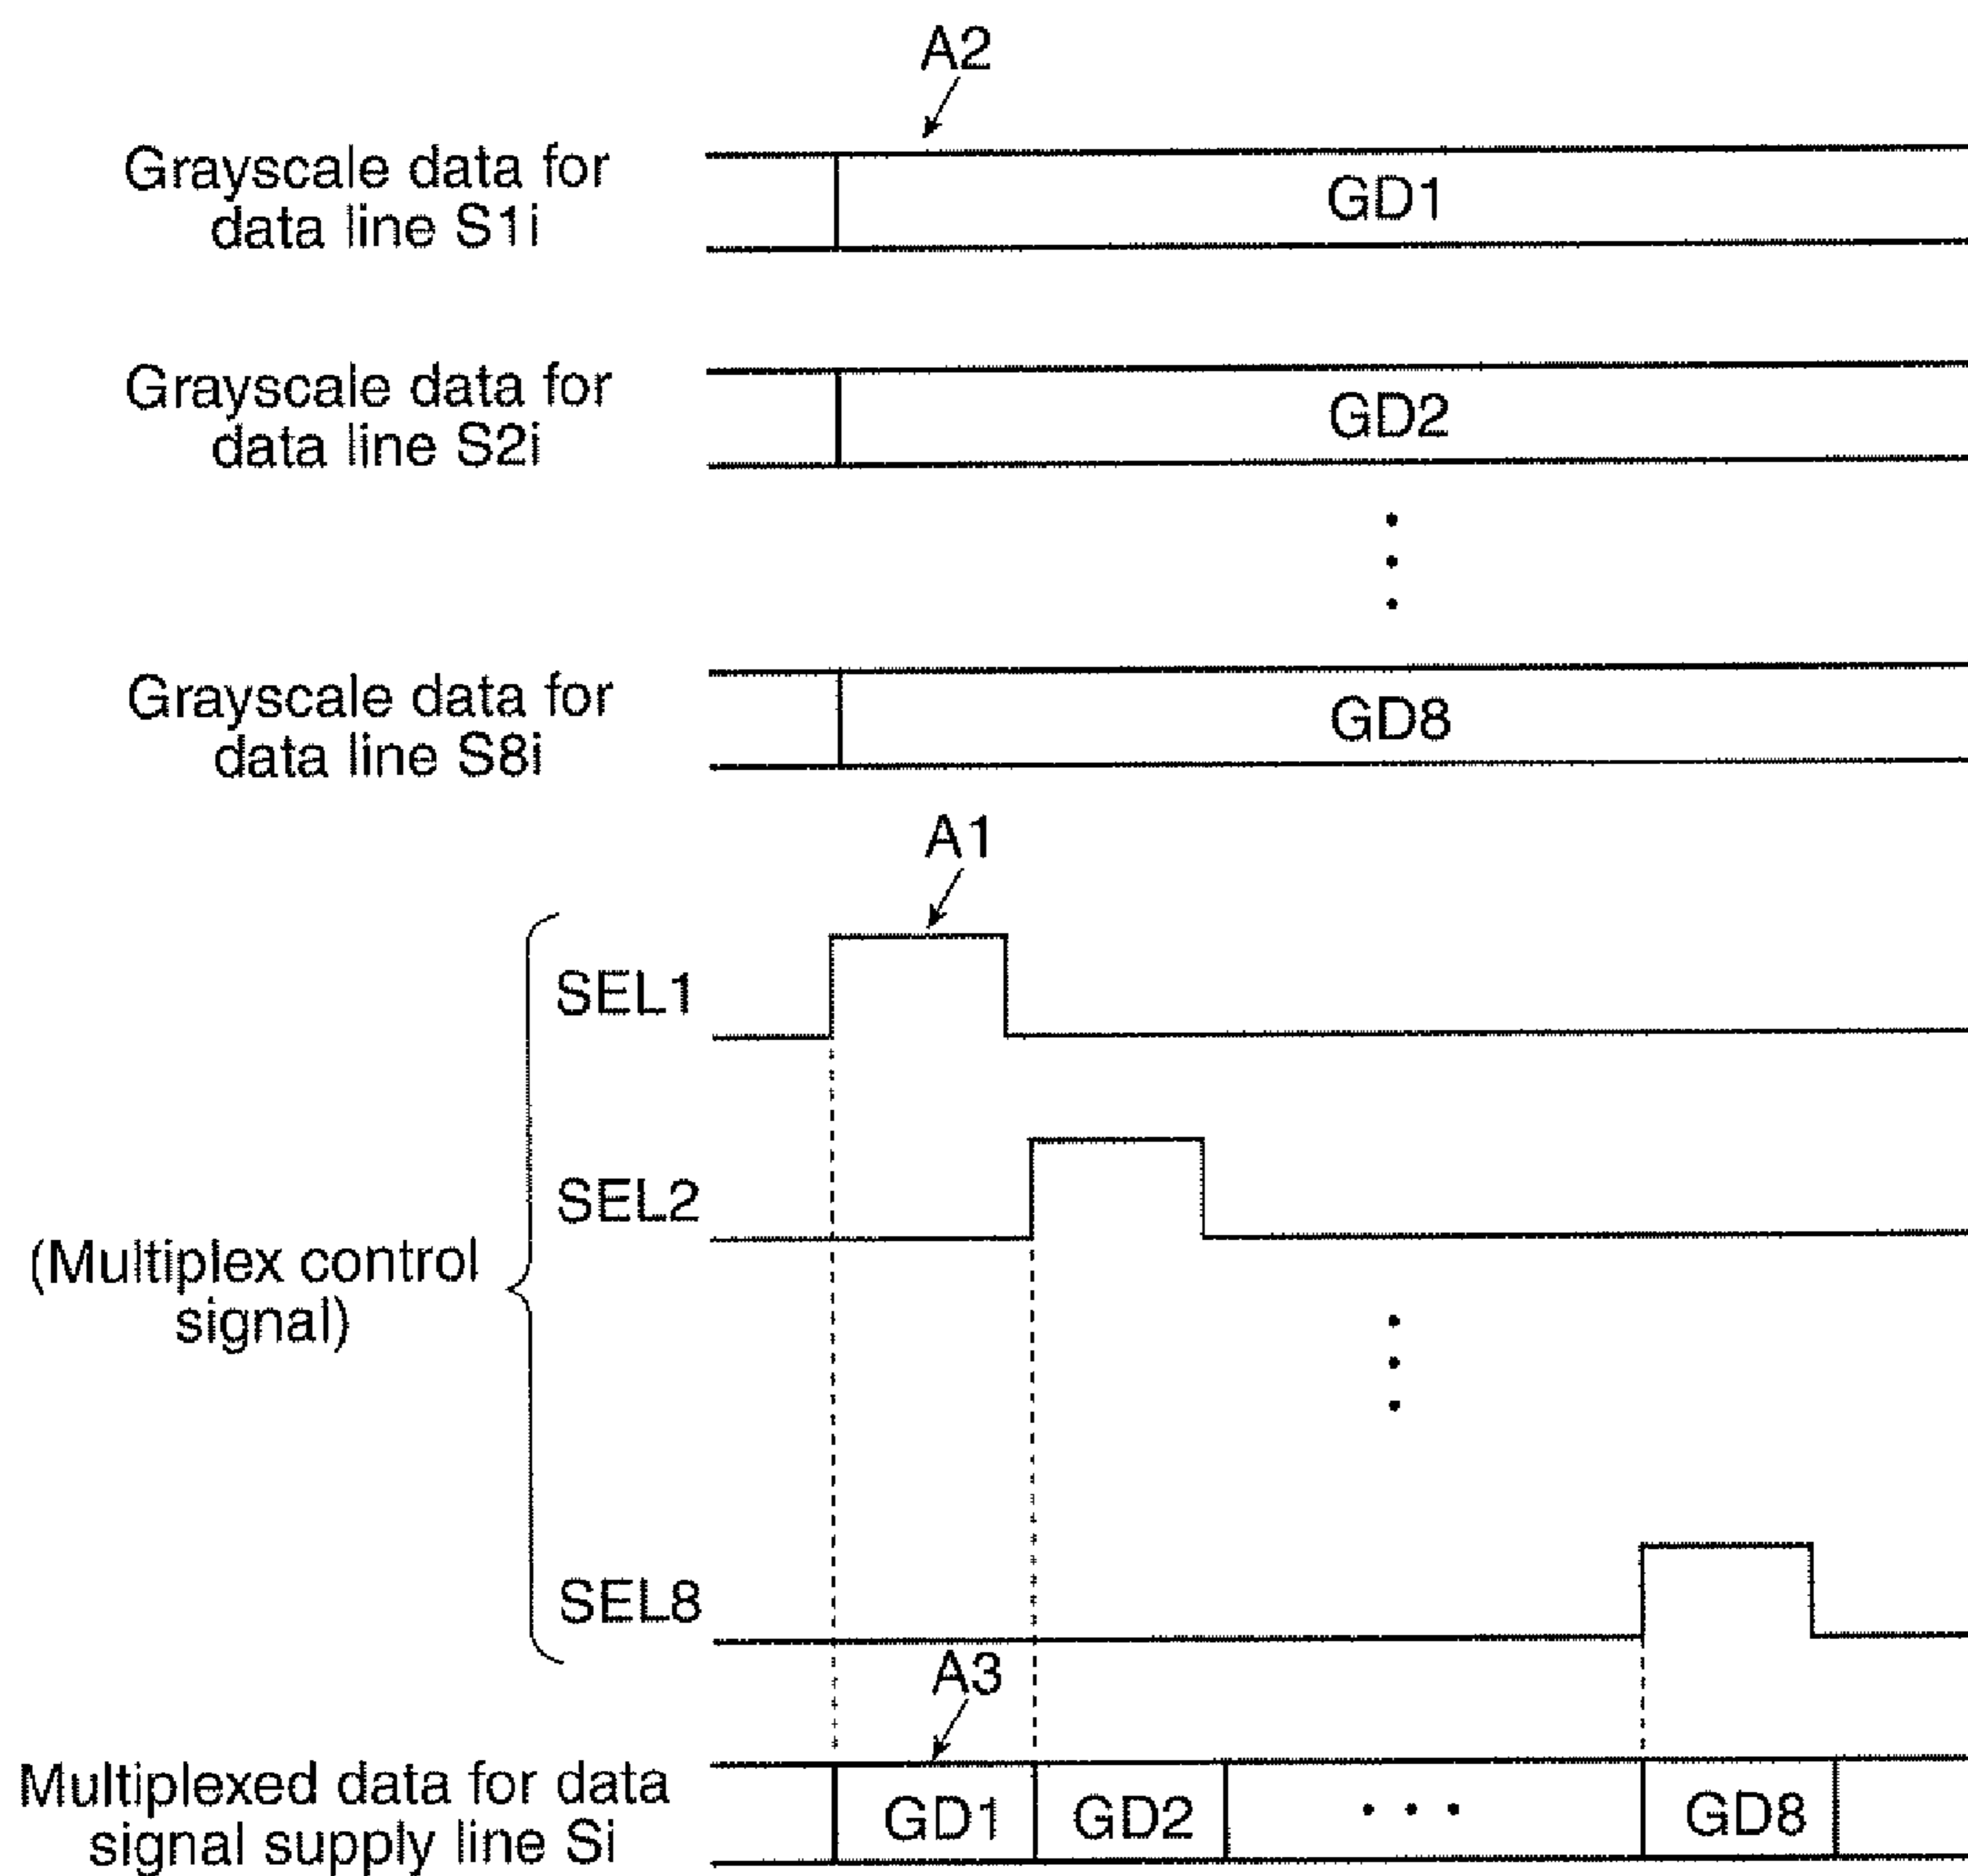 A2
Grayscale data for
data line S1i
GD1
Grayscale data for
data line S2i
GD2
Grayscale data for
data line S8i
GD8
A1
SEL1
SEL2
(Multiplex control
signal)
SEL8
A3
Multiplexed data for data
signal supply line Si
GD1 GD2 • • • GD8